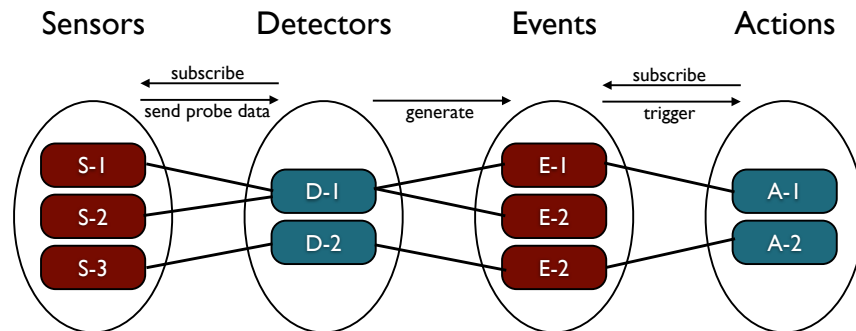 Sensors Detectors Events Actions
subscribe subscribe
send probe data generate trigger
S-1 E-1
D-1 A-1
S-2 E-2
D-2 A-2
S-3 E-2